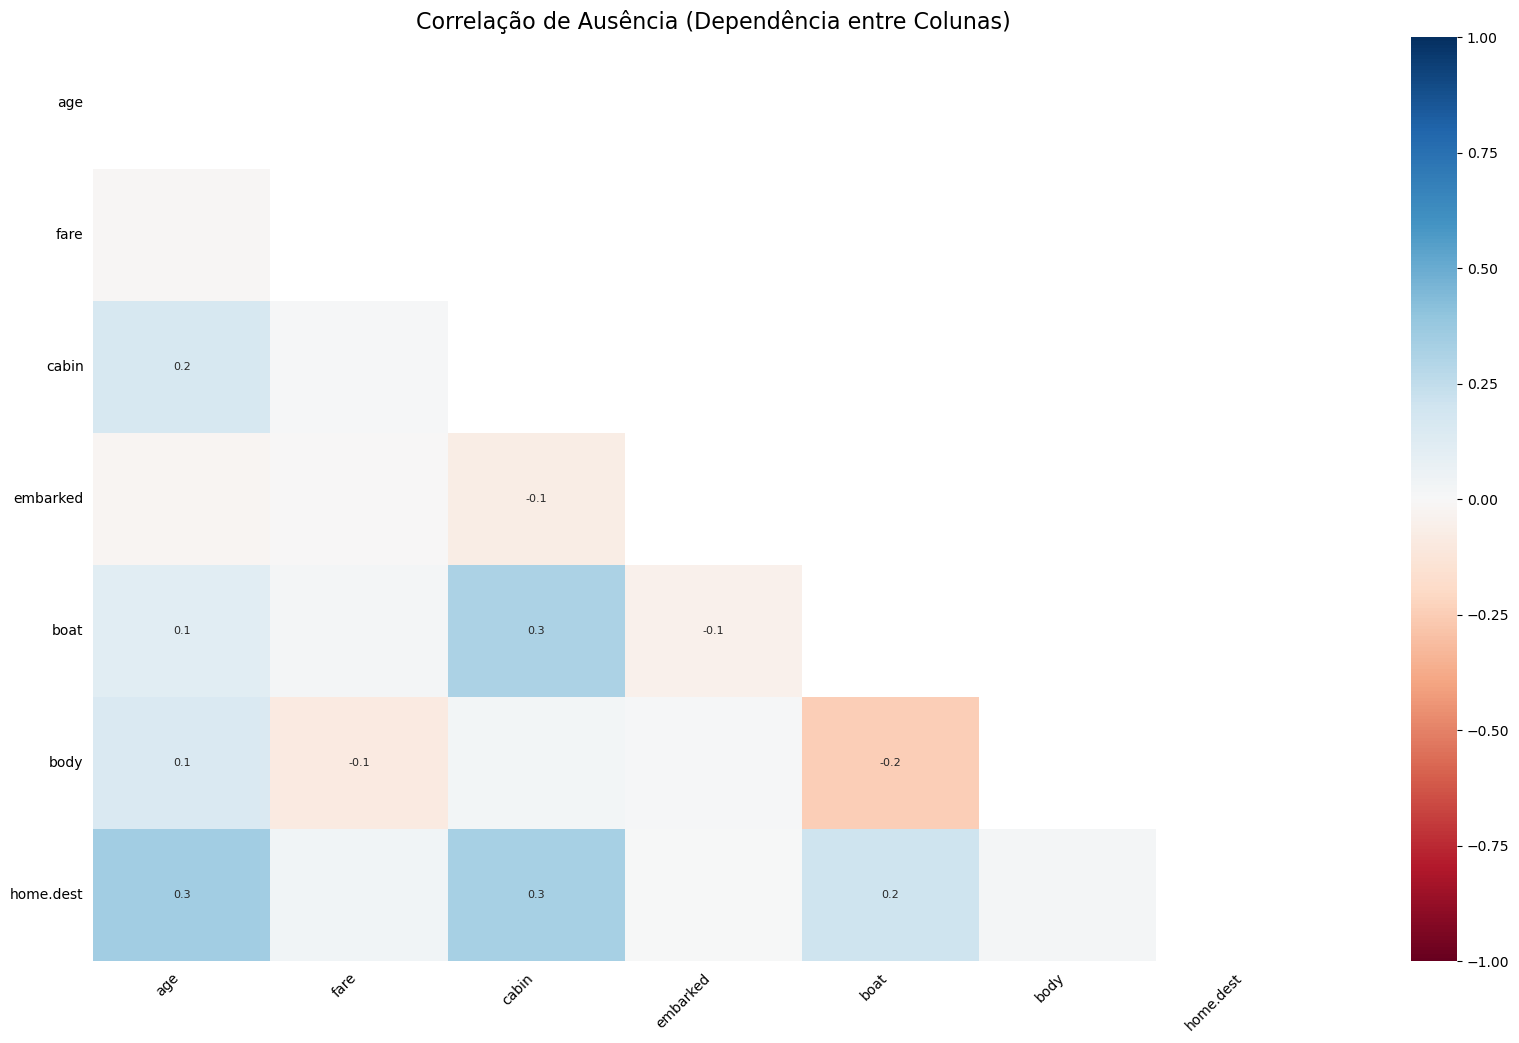 Correlação de Ausência (Dependência entre Colunas)
age
fare
cabin 0.2
embarked -0.1
boat 0.1 0.3 -0.1
body 0.1 -0.1 -0.2
home.dest 0.3 0.3 0.2
age fare cabin embarked boat body home.dest
1.00
0.75
0.50
0.25
0.00
−0.25
−0.50
−0.75
−1.00